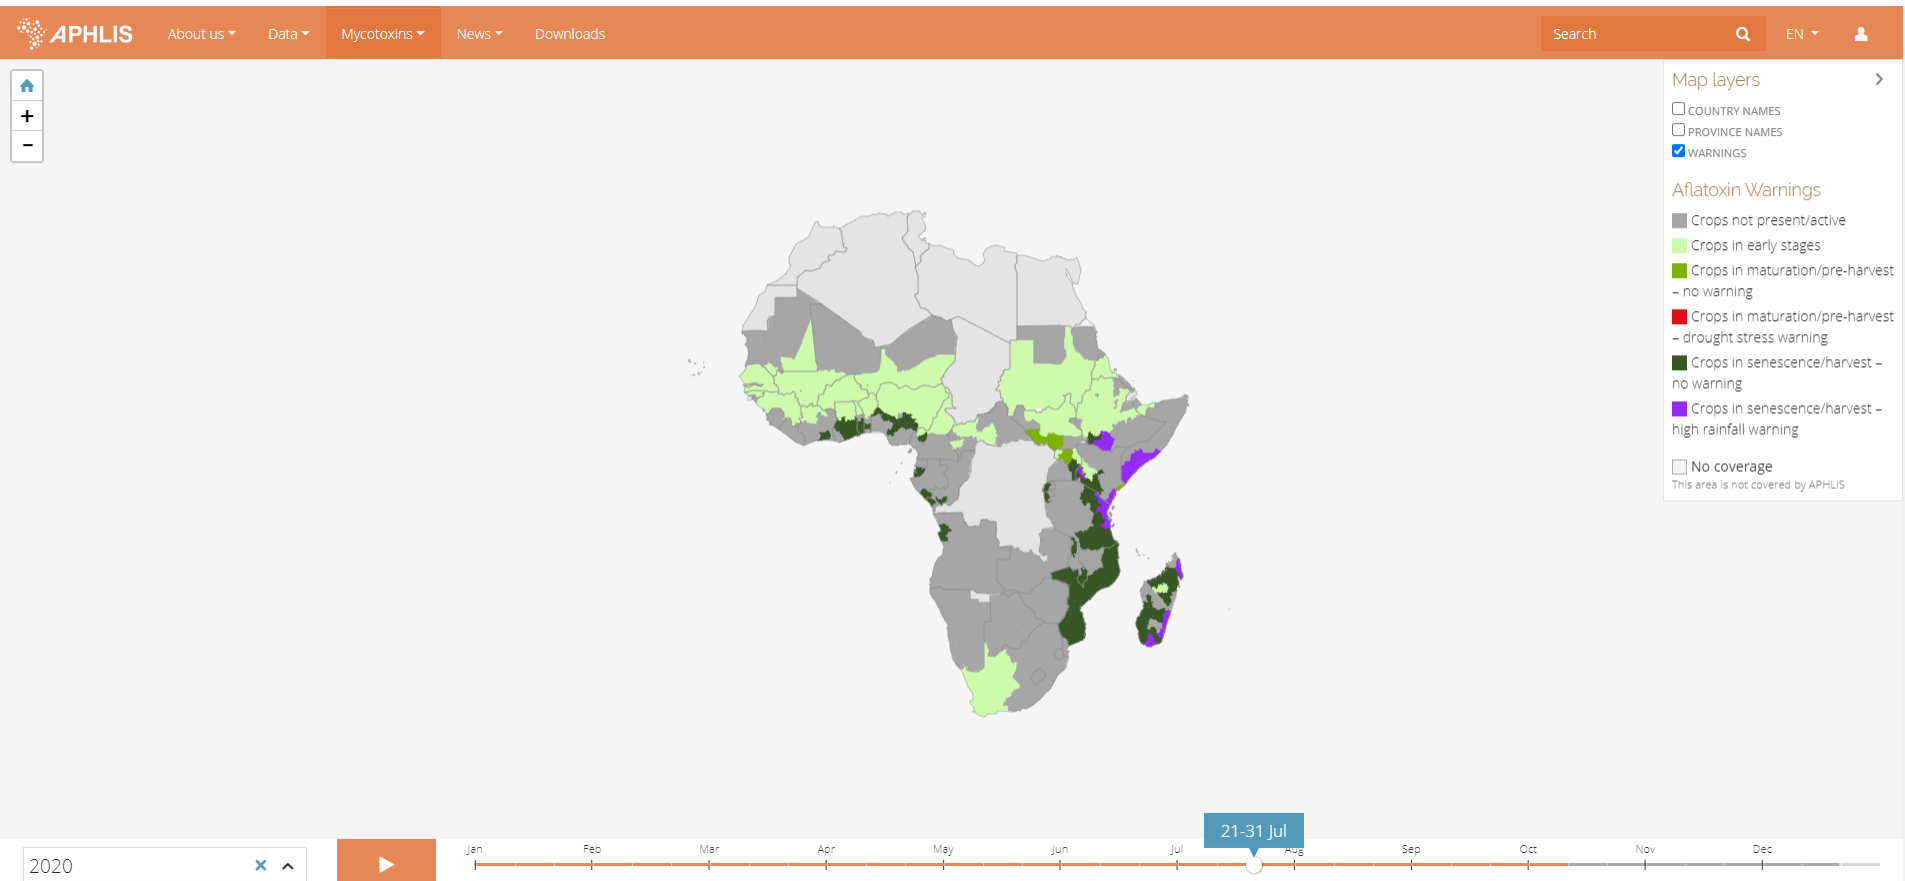 APHLIS
About us
Data
Mycotoxins
News
Downloads
Search
EN
Map layers
COUNTRY NAMES
PROVINCE NAMES
WARNINGS
Aflatoxin Warnings
Crops not present/active
Crops in early stages
Crops in maturation/pre-harvest
– no warning
Crops in maturation/pre-harvest
– drought stress warning
Crops in senescence/harvest –
no warning
Crops in senescence/harvest –
high rainfall warning
No coverage
This area is not covered by APHLIS
21-31 Jul
Jan Feb Mar Apr May Jun Jul Aug Sep Oct Nov Dec
2020